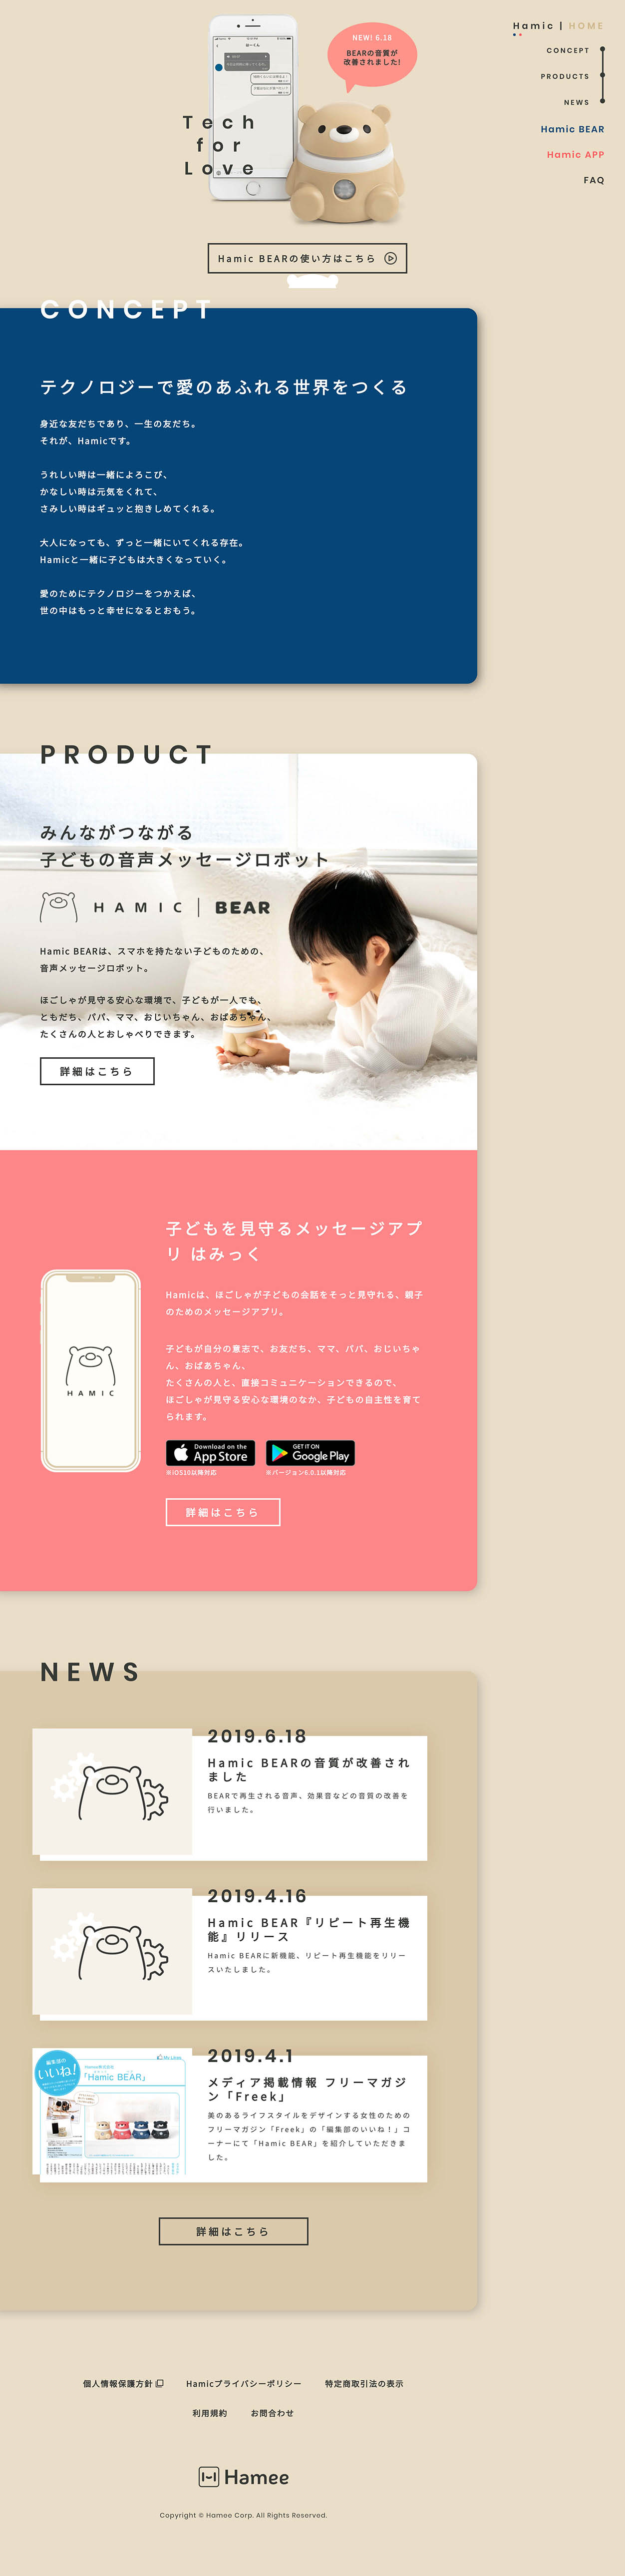 Hamic | HOME
CONCEPT
PRODUCTS
NEWS
Hamic BEAR
Hamic APP
FAQ
NEW! 6.18
BEARの音質が
改善されました!
Tech
for
Love
Hamic BEARの使い方はこちら
CONCEPT
テクノロジーで愛のあふれる世界をつくる
身近な友だちであり、一生の友だち。
それが、Hamicです。
うれしい時は一緒によろこび、
かなしい時は元気をくれて、
さみしい時はギュッと抱きしめてくれる。
大人になっても、ずっと一緒にいてくれる存在。
Hamicと一緒に子どもは大きくなっていく。
愛のためにテクノロジーをつかえば、
世の中はもっと幸せになるとおもう。
PRODUCT
みんながつながる
子どもの音声メッセージロボット
HAMIC | BEAR
Hamic BEARは、スマホを持たない子どものための、
音声メッセージロボット。
ほごしゃが見守る安心な環境で、子どもが一人でも、
ともだち、パパ、ママ、おじいちゃん、おばあちゃん、
たくさんの人とおしゃべりできます。
詳細はこちら
子どもを見守るメッセージアプ
リ はみっく
HAMIC
Hamicは、ほごしゃが子どもの会話をそっと見守れる、親子
のためのメッセージアプリ。
子どもが自分の意志で、お友だち、ママ、パパ、おじいちゃ
ん、おばあちゃん、
たくさんの人と、直接コミュニケーションできるので、
ほごしゃが見守る安心な環境のなか、子どもの自主性を育て
られます。
Download on the
App Store
GET IT ON
Google Play
※iOS10以降対応
※バージョン6.0.1以降対応
詳細はこちら
NEWS
2019.6.18
Hamic BEARの音質が改善され
ました
BEARで再生される音声、効果音などの音質の改善を
行いました。
2019.4.16
Hamic BEAR『リピート再生機
能』リリース
Hamic BEARに新機能、リピート再生機能をリリー
スいたしました。
編集部の
いいね!
「Hamic BEAR」
2019.4.1
メディア掲載情報 フリーマガジ
ン「Freek」
美のあるライフスタイルをデザインする女性のための
フリーマガジン「Freek」の「編集部のいいね！」コ
ーナーにて「Hamic BEAR」を紹介していただきま
した。
詳細はこちら
個人情報保護方針
Hamicプライバシーポリシー
特定商取引法の表示
利用規約
お問合わせ
Hamee
Copyright © Hamee Corp. All Rights Reserved.